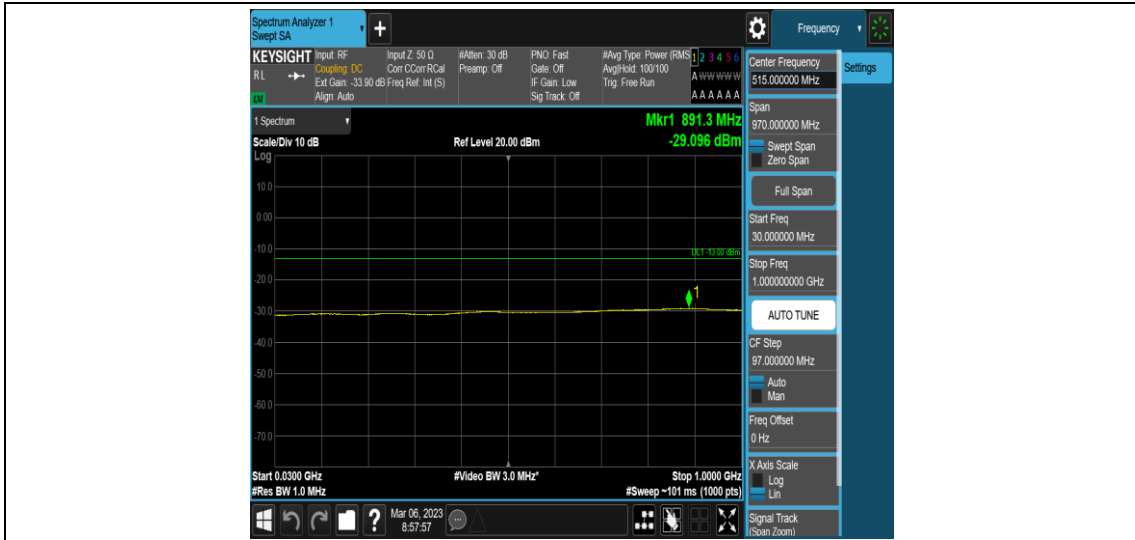 Spectrum Analyzer 1
Swept SA
+
Frequency
KEYSIGHT
RL
LXI
Input: RF
Coupling: DC
Ext Gain: -33.90 dB
Align: Auto
Input Z: 50 Ω
Corr CCorr RCal
Freq Ref: Int (S)
#Atten: 30 dB
Preamp: Off
PNO: Fast
Gate: Off
IF Gain: Low
Sig Track: Off
#Avg Type: Power (RMS
Avg|Hold: 100/100
Trig: Free Run
1 2 3 4 5 6
A W W W W W
A A A A A A
1 Spectrum
Mkr1 891.3 MHz
Scale/Div 10 dB
Ref Level 20.00 dBm
-29.096 dBm
Log
10.0
0.00
-10.0
DL1 -13.00 dBm
-20.0
1
-30.0
-40.0
-50.0
-60.0
-70.0
Start 0.0300 GHz
#Video BW 3.0 MHz*
Stop 1.0000 GHz
#Res BW 1.0 MHz
#Sweep ~101 ms (1000 pts)
?
Mar 06, 2023
8:57:57
Center Frequency
515.000000 MHz
Settings
Span
970.000000 MHz
Swept Span
Zero Span
Full Span
Start Freq
30.000000 MHz
Stop Freq
1.000000000 GHz
AUTO TUNE
CF Step
97.000000 MHz
Auto
Man
Freq Offset
0 Hz
X Axis Scale
Log
Lin
Signal Track
(Span Zoom)